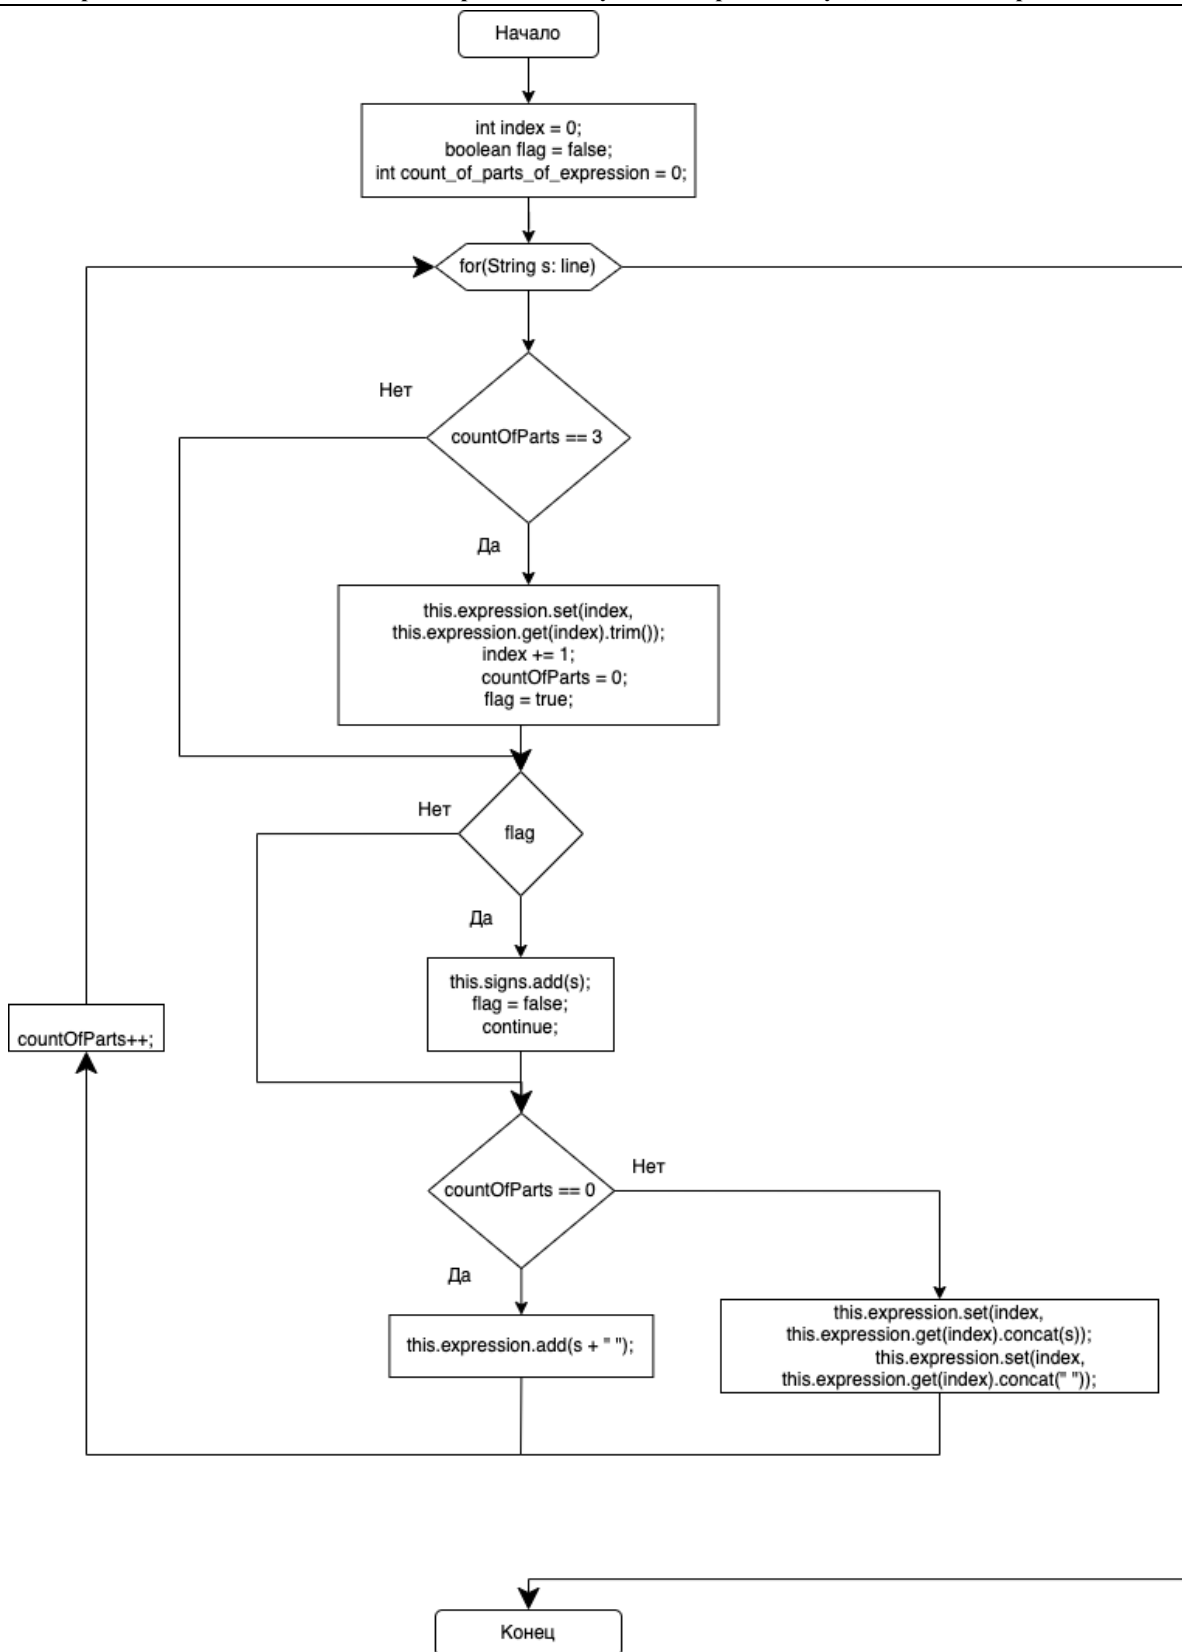 Начало
int index = 0;
boolean flag = false;
int count_of_parts_of_expression = 0;
for(String s: line)
Нет
countOfParts == 3
Да
this.expression.set(index,
this.expression.get(index).trim());
index += 1;
countOfParts = 0;
flag = true;
Нет
flag
Да
this.signs.add(s);
flag = false;
continue;
countOfParts++;
Нет
countOfParts == 0
Да
this.expression.add(s + " ");
this.expression.set(index,
this.expression.get(index).concat(s));
this.expression.set(index,
this.expression.get(index).concat(" "));
Конец